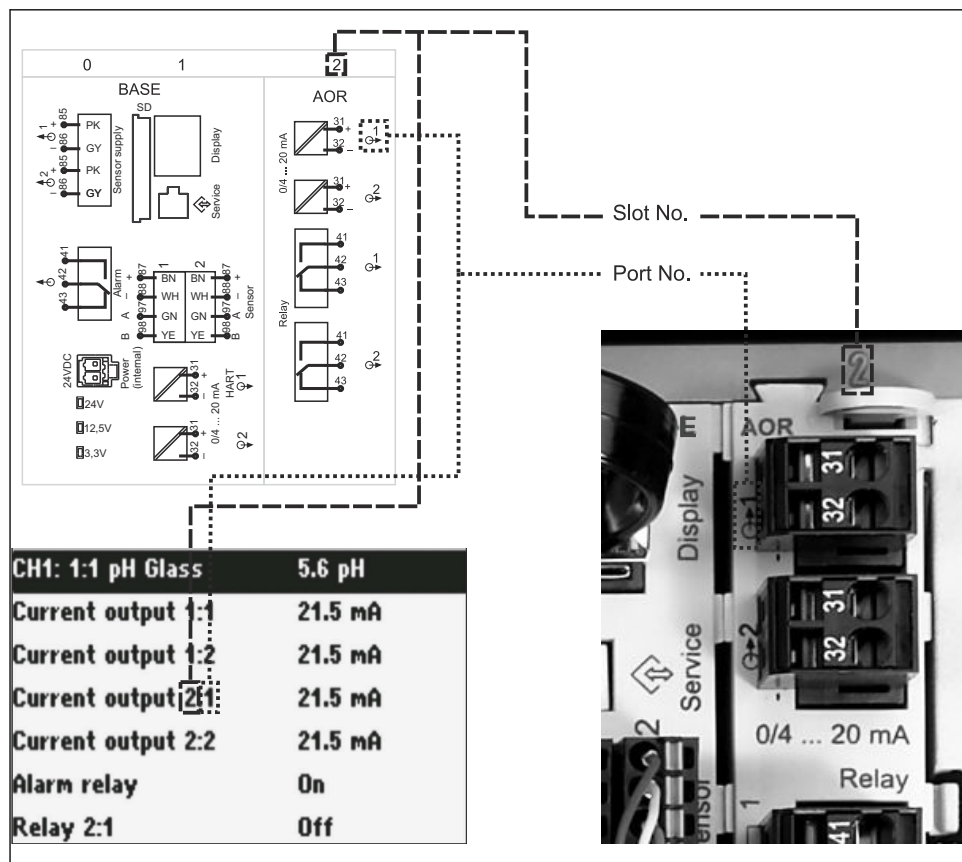 0 1 2
BASE
AOR
SD
1
+
85
PK
-
86
GY
2
+
85
PK
-
86
GY
Sensor supply
Display
Service
31
+
32
-
1
0/4 ... 20 mA
31
+
32
-
2
41
42
43
Alarm
1
2
+
87
BN
BN
87
+
-
88
WH
WH
88
-
A
97
GN
GN
97
A
B
98
YE
YE
98
B
Sensor
41
42
43
1
Relay
41
42
43
2
24VDC
Power
(internal)
24V
12,5V
3,3V
31
+
32
-
HART
1
0/4 ... 20 mA
31
+
32
-
2
Slot No.
Port No.
CH1: 1:1 pH Glass 5.6 pH
Current output 1:1 21.5 mA
Current output 1:2 21.5 mA
Current output 2:1 21.5 mA
Current output 2:2 21.5 mA
Alarm relay On
Relay 2:1 Off
2
E
AOR
31
32
1
Display
31
32
2
Service
0/4 ... 20 mA
2
Relay
1
41